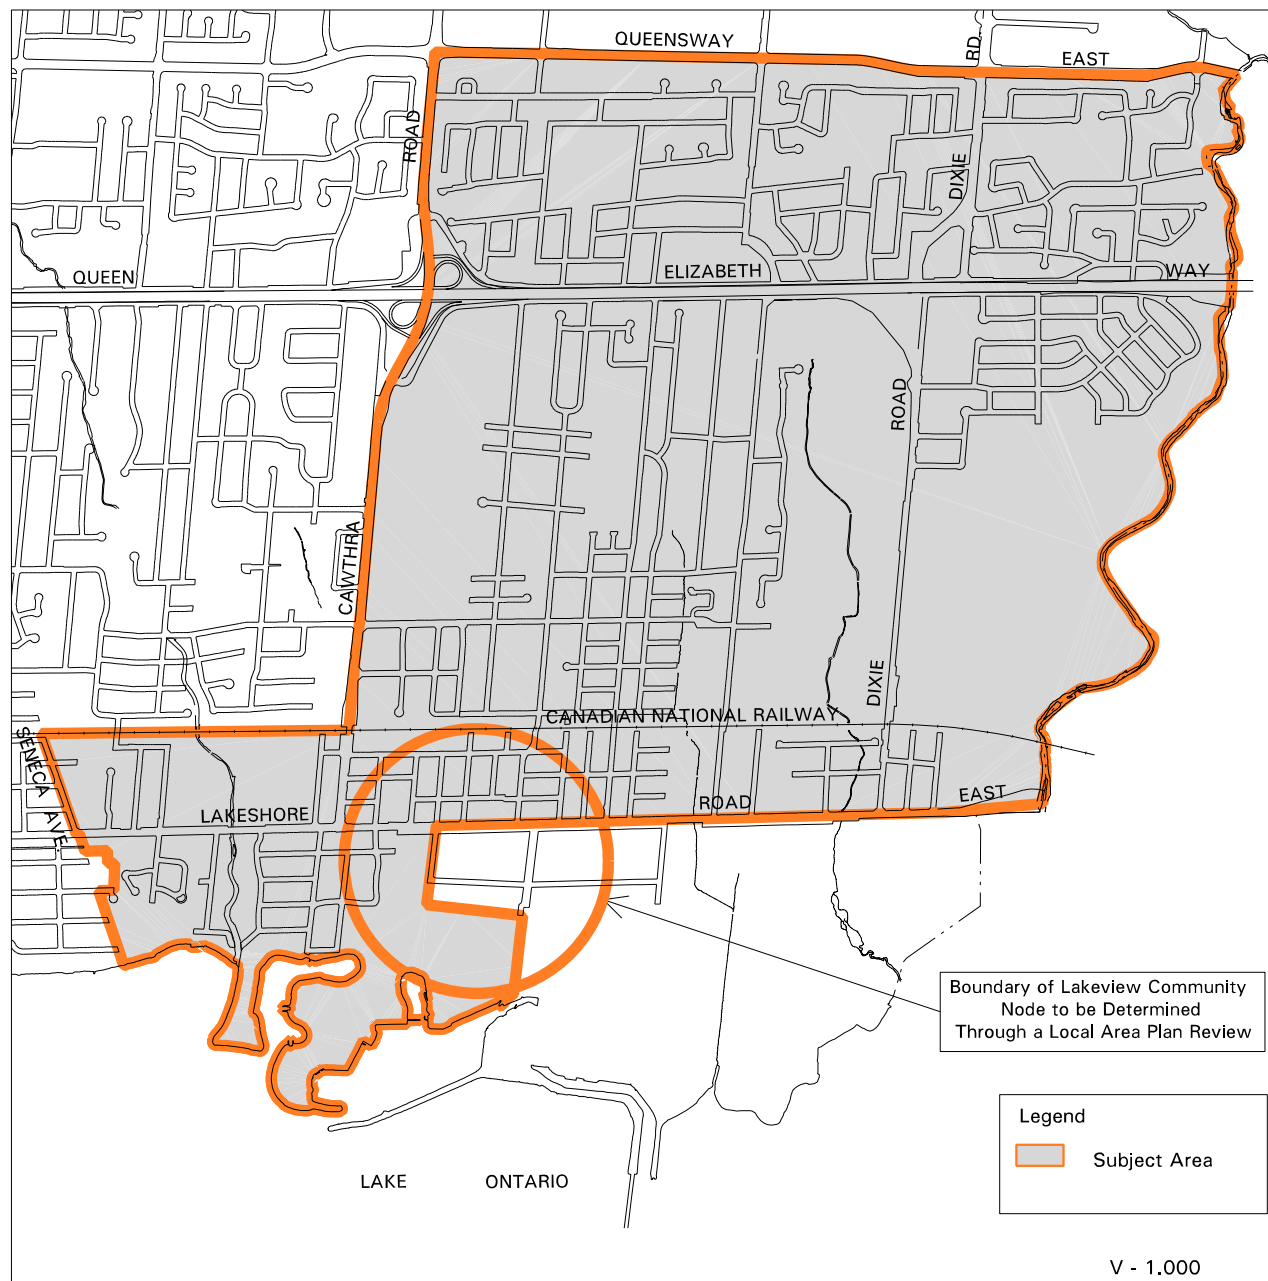 QUEENSWAY
RD.
EAST
ROAD
DIXIE
QUEEN
ELIZABETH
WAY
ROAD
CAWTHRA
DIXIE
CANADIAN NATIONAL RAILWAY
SENECA AVE.
LAKESHORE
ROAD
EAST
Boundary of Lakeview Community
Node to be Determined
Through a Local Area Plan Review
Legend
Subject Area
LAKE
ONTARIO
V - 1,000